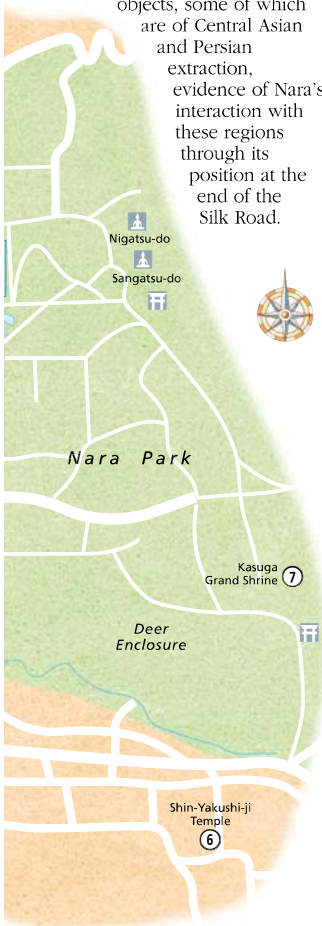 objects, some of which
are of Central Asian
and Persian
extraction,
evidence of Nara's
interaction with
these regions
through its
position at the
end of the
Silk Road.
Nigatsu-do
Sangatsu-do
Nara Park
Kasuga
Grand Shrine 7
Deer
Enclosure
Shin-Yakushi-ji
Temple
6